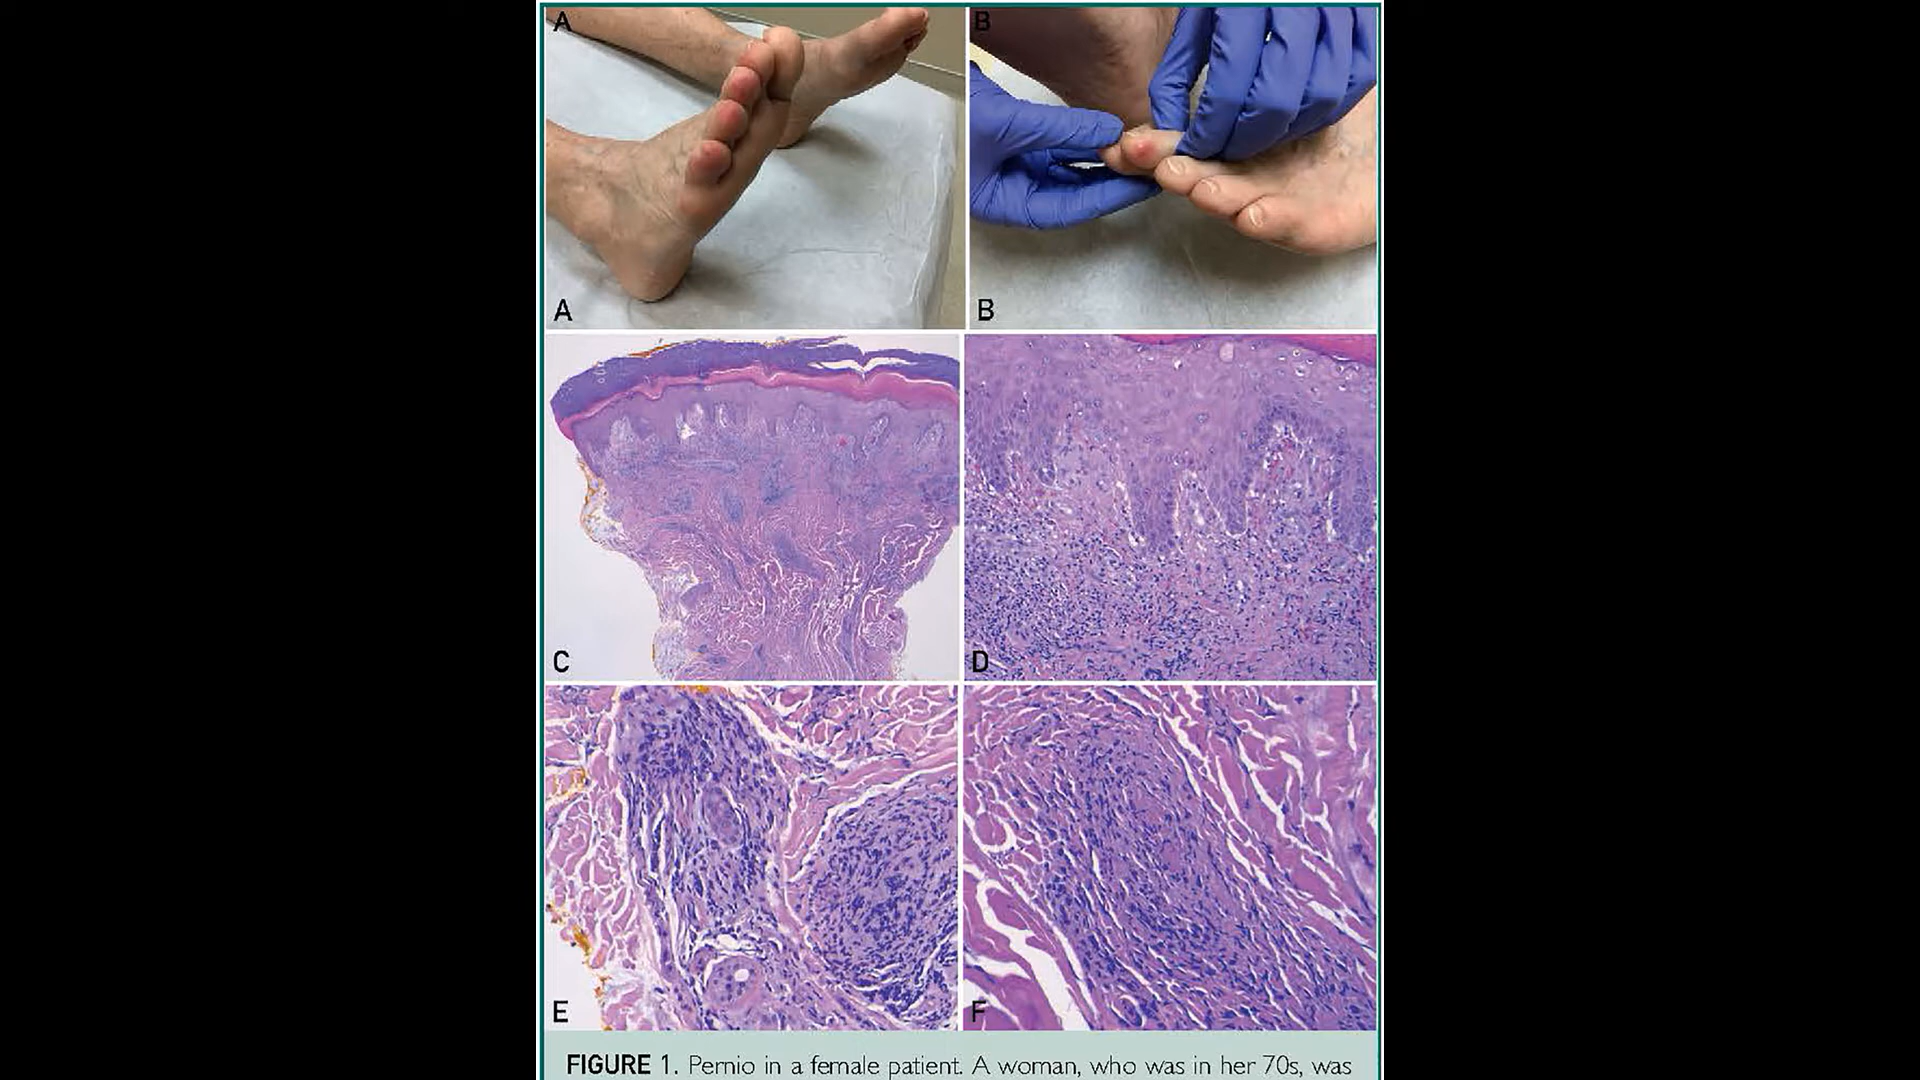 A
B
A
B
C
D
E
F
FIGURE 1. Pernio in a female patient. A woman, who was in her 70s, was